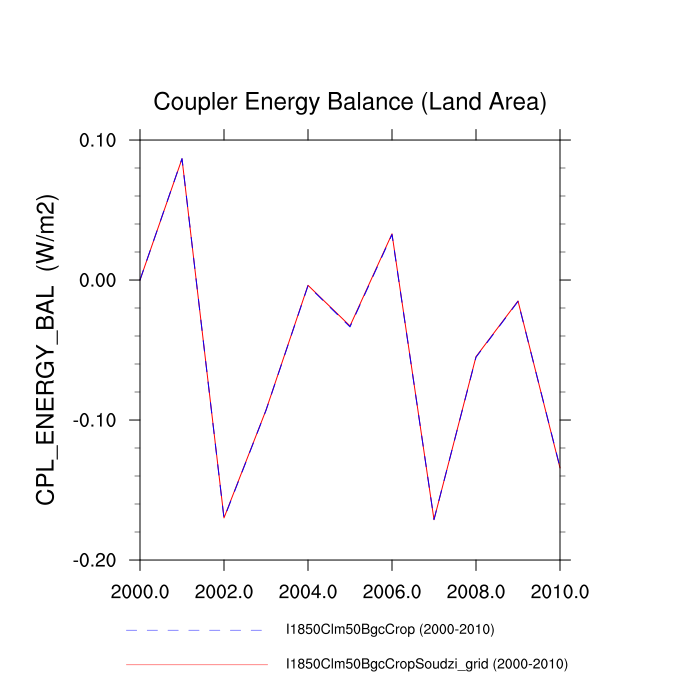 Coupler Energy Balance (Land Area)
CPL_ENERGY_BAL (W/m2)
0.10
0.00
-0.10
-0.20
2000.0 2002.0 2004.0 2006.0 2008.0 2010.0
I1850Clm50BgcCrop (2000-2010)
I1850Clm50BgcCropSoudzi_grid (2000-2010)